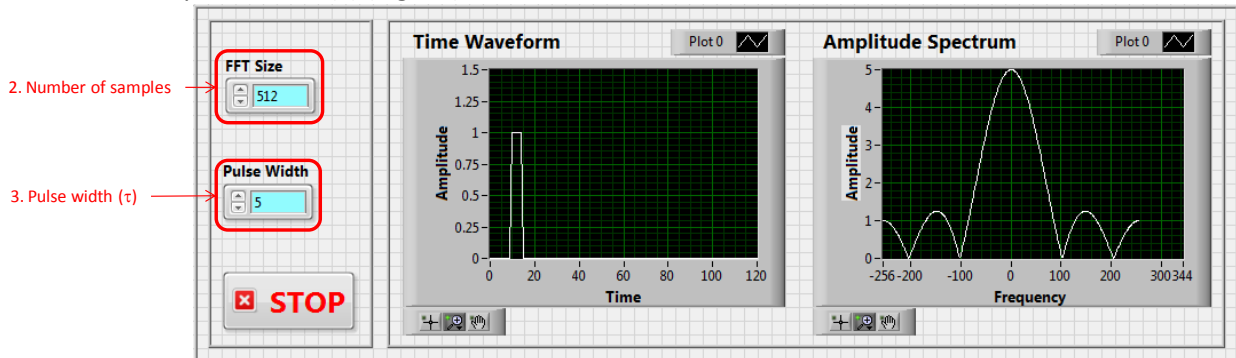 2. Number of samples
3. Pulse width (τ)
FFT Size
512
Pulse Width
5
STOP
Time Waveform
Plot 0
Amplitude
1.5
1.25
1
0.75
0.5
0.25
0
0 20 40 60 80 100 120
Time
Amplitude Spectrum
Plot 0
Amplitude
5
4
3
2
1
0
-256 -200 -100 0 100 200 300 344
Frequency